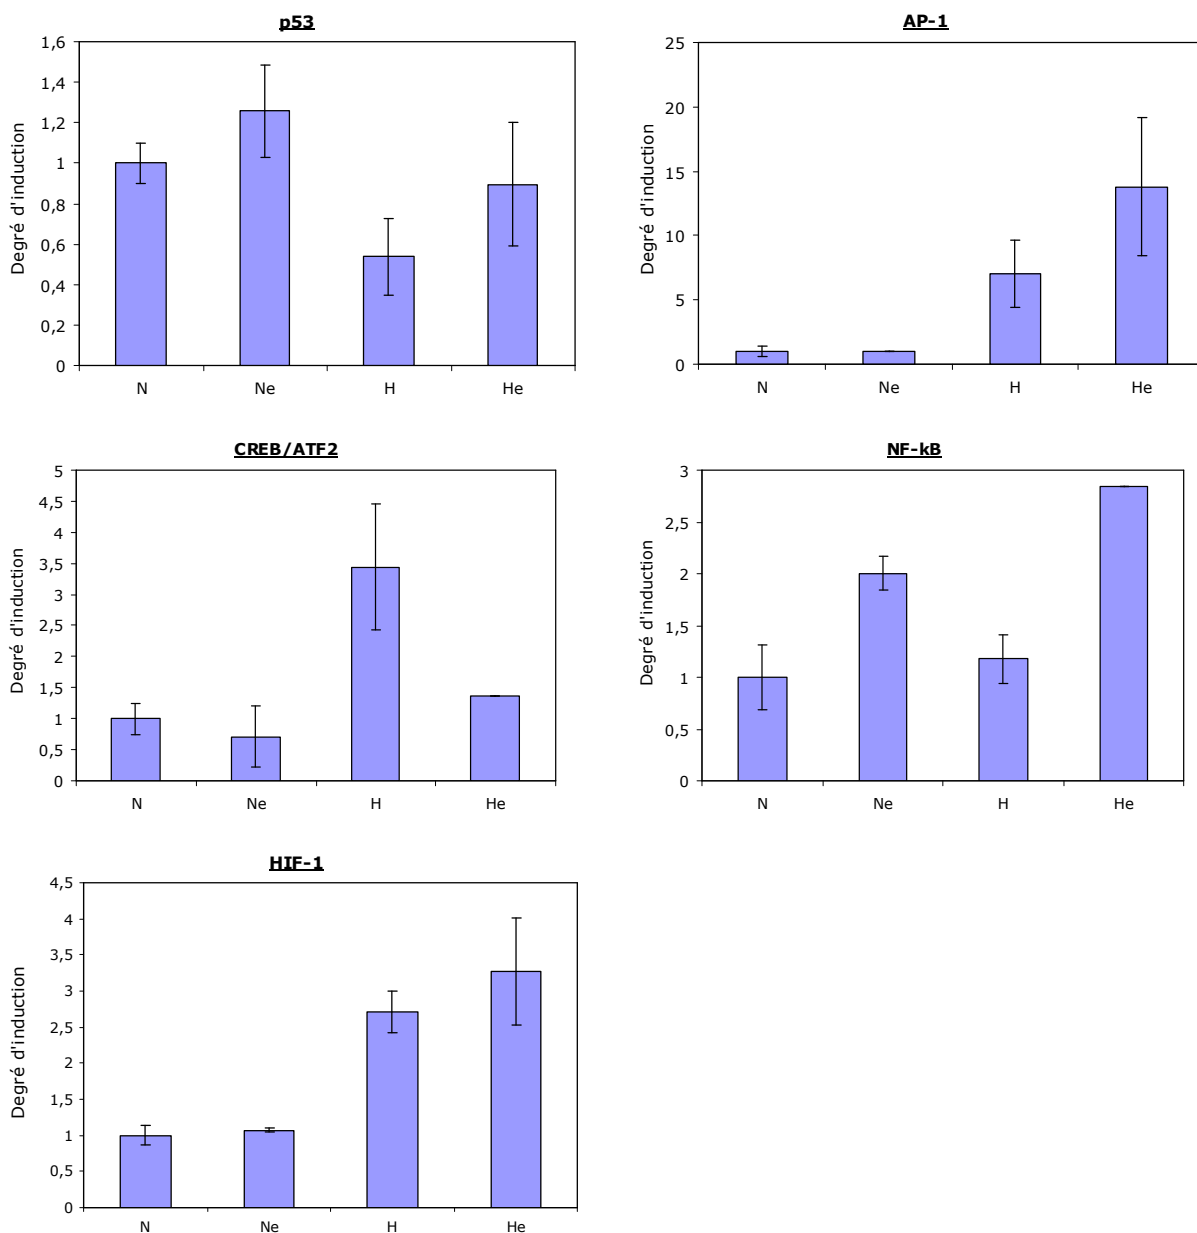 p53
Degré d'induction
1,6
1,4
1,2
1
0,8
0,6
0,4
0,2
0
N Ne H He
AP-1
Degré d'induction
25
20
15
10
5
0
N Ne H He
CREB/ATF2
Degré d'induction
5
4,5
4
3,5
3
2,5
2
1,5
1
0,5
0
N Ne H He
NF-kB
Degré d'induction
3
2,5
2
1,5
1
0,5
0
N Ne H He
HIF-1
Degré d'induction
4,5
4
3,5
3
2,5
2
1,5
1
0,5
0
N Ne H He